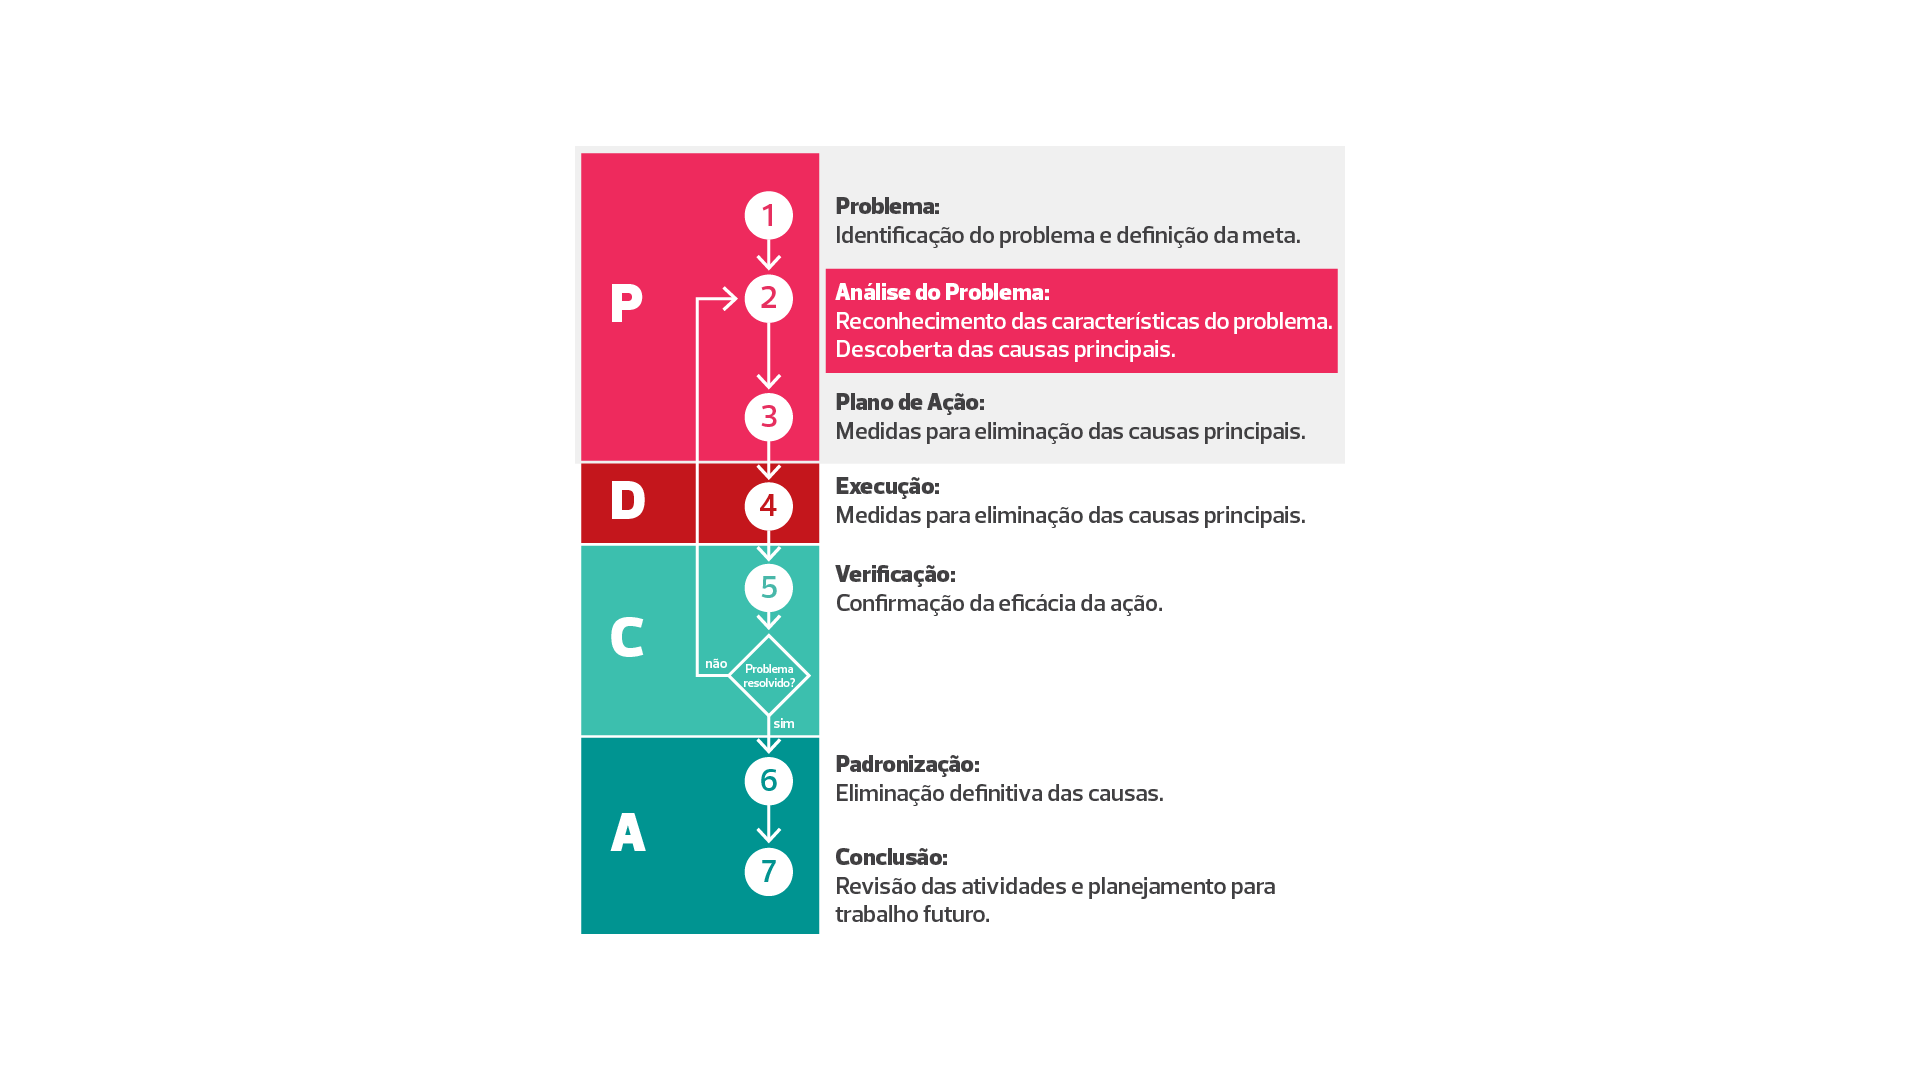 P
1
Problema:
Identificação do problema e definição da meta.
2
Análise do Problema:
Reconhecimento das características do problema.
Descoberta das causas principais.
3
Plano de Ação:
Medidas para eliminação das causas principais.
D
4
Execução:
Medidas para eliminação das causas principais.
C
5
Verificação:
Confirmação da eficácia da ação.
não
Problema
resolvido?
sim
A
6
Padronização:
Eliminação definitiva das causas.
7
Conclusão:
Revisão das atividades e planejamento para
trabalho futuro.